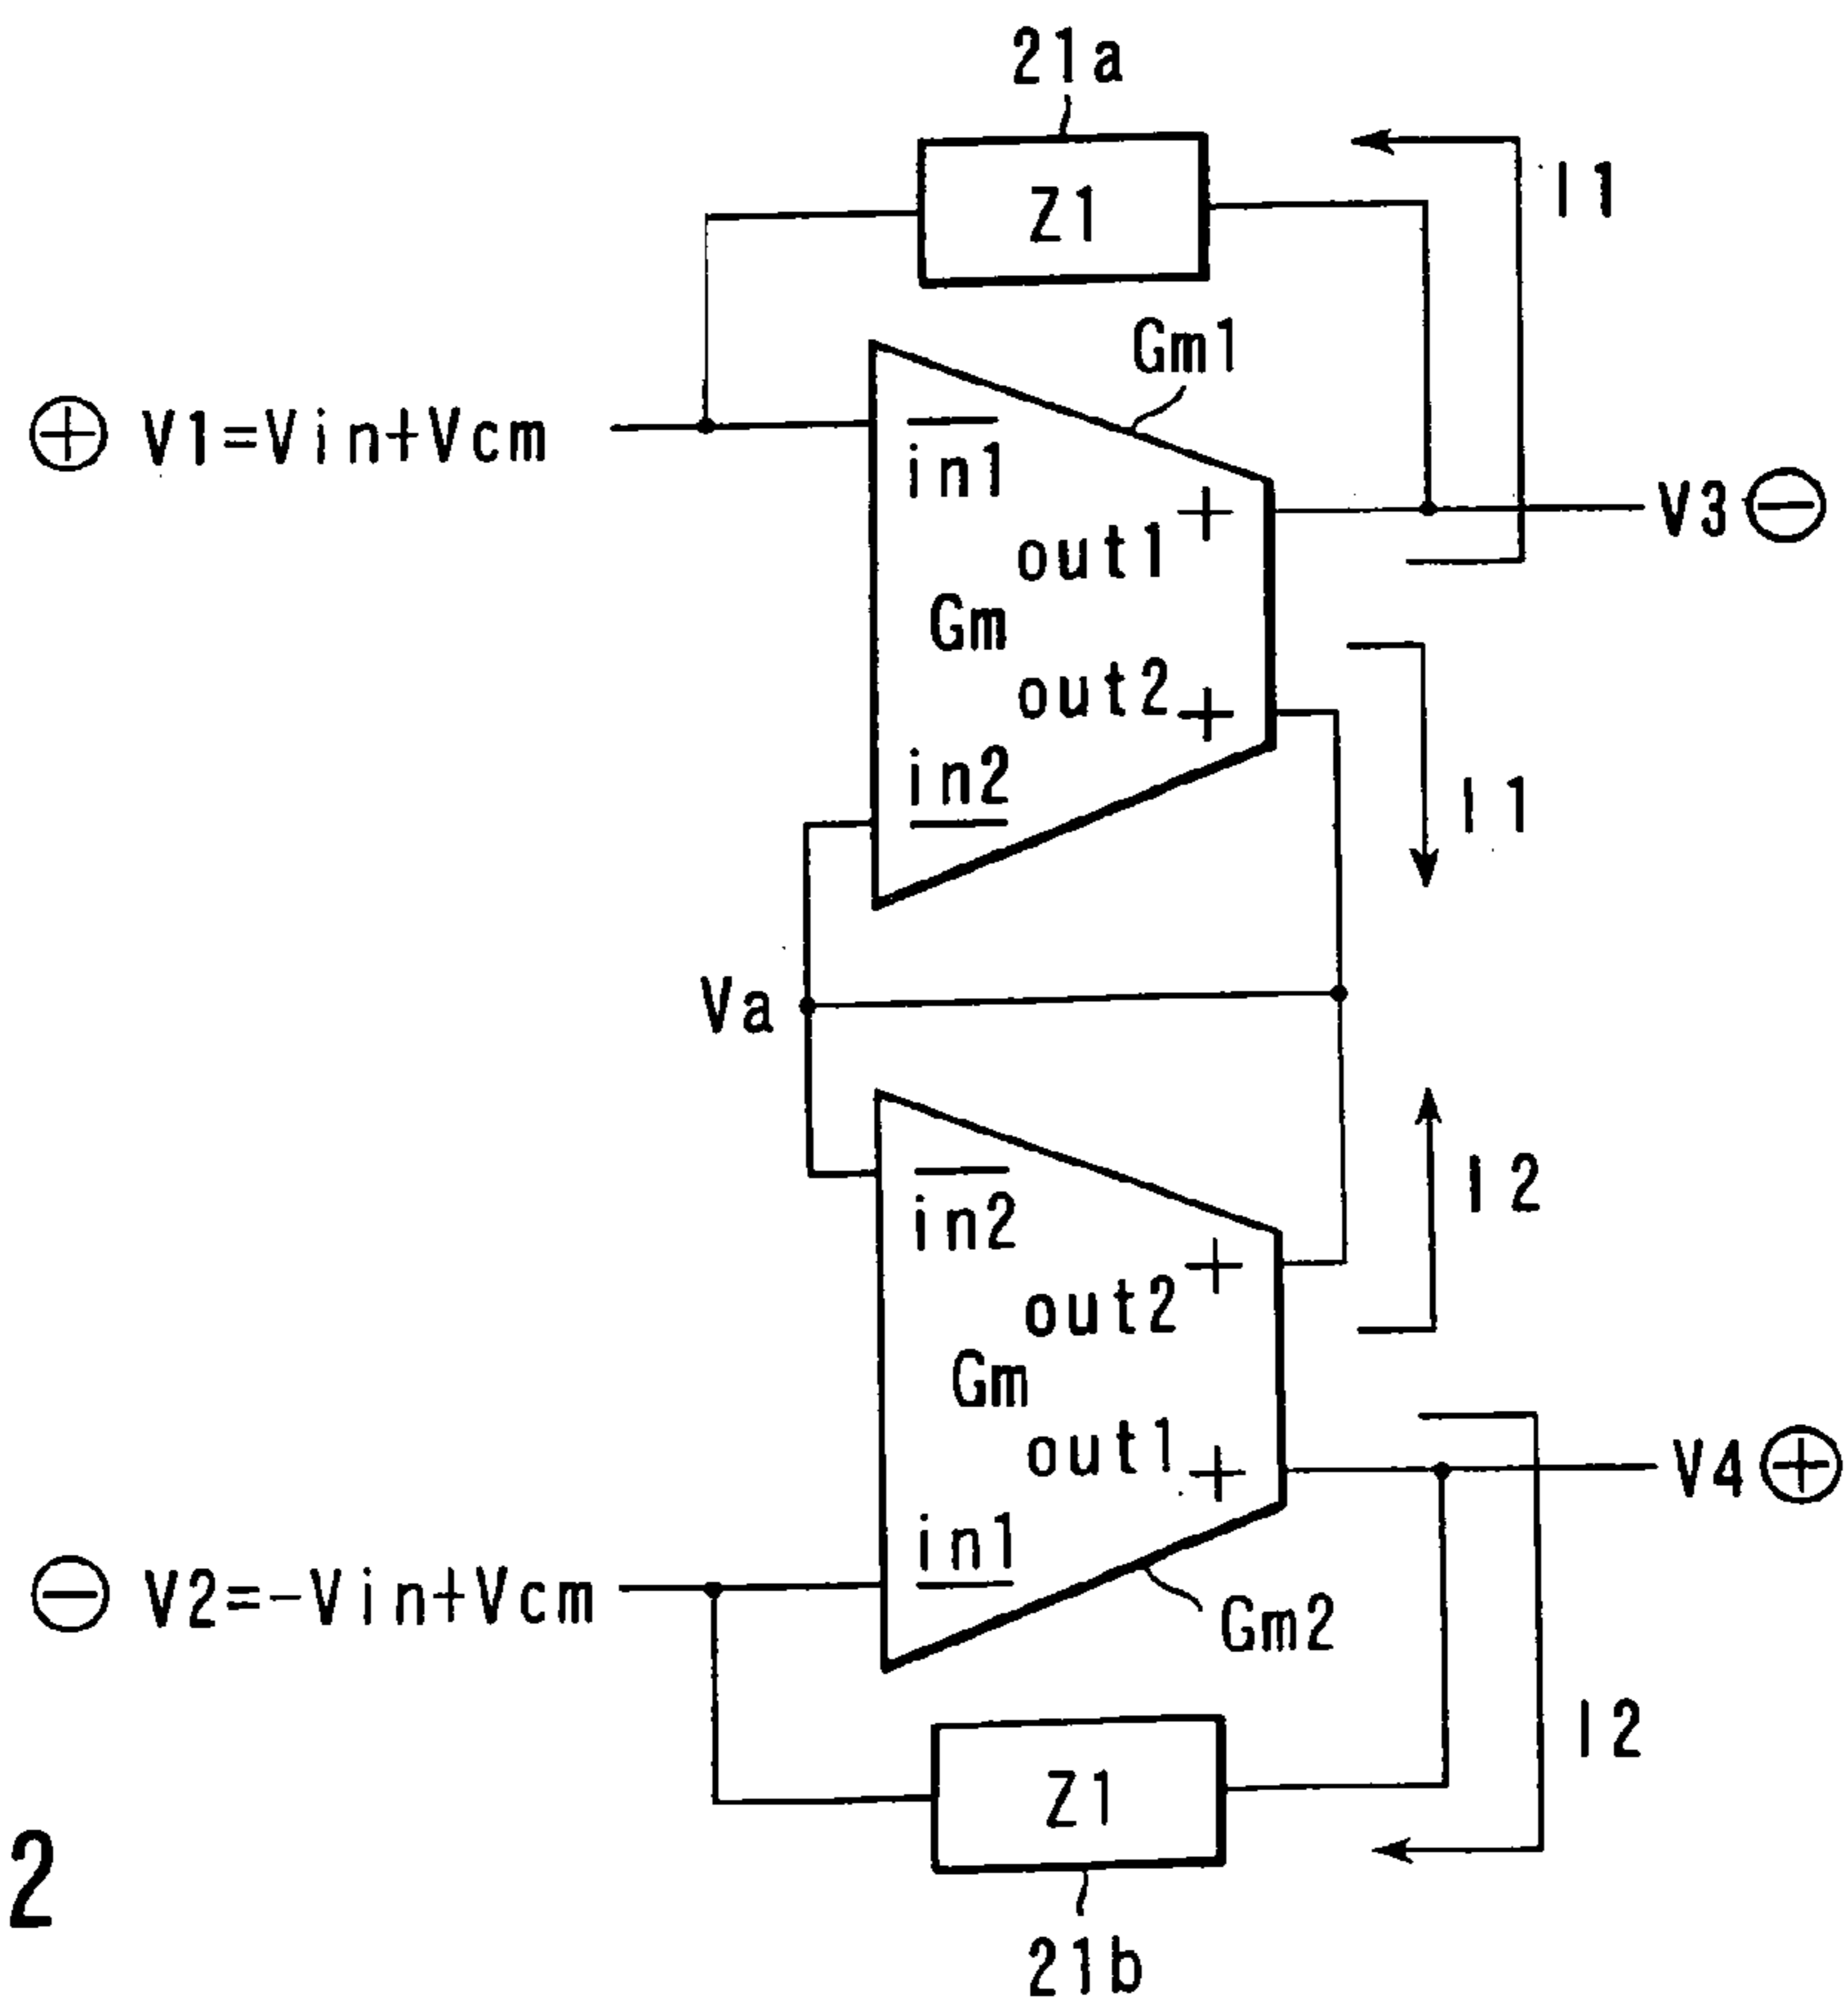 21a
Z1
I1
Gm1
⊕ V1=Vin+Vcm
in1
+
V3 ⊖
out1
Gm
out2 +
in2
I1
Va
in2
I2
+
out2
Gm
out1 +
V4 ⊕
in1
⊖ V2=-Vin+Vcm
Gm2
I2
Z1
2
21b